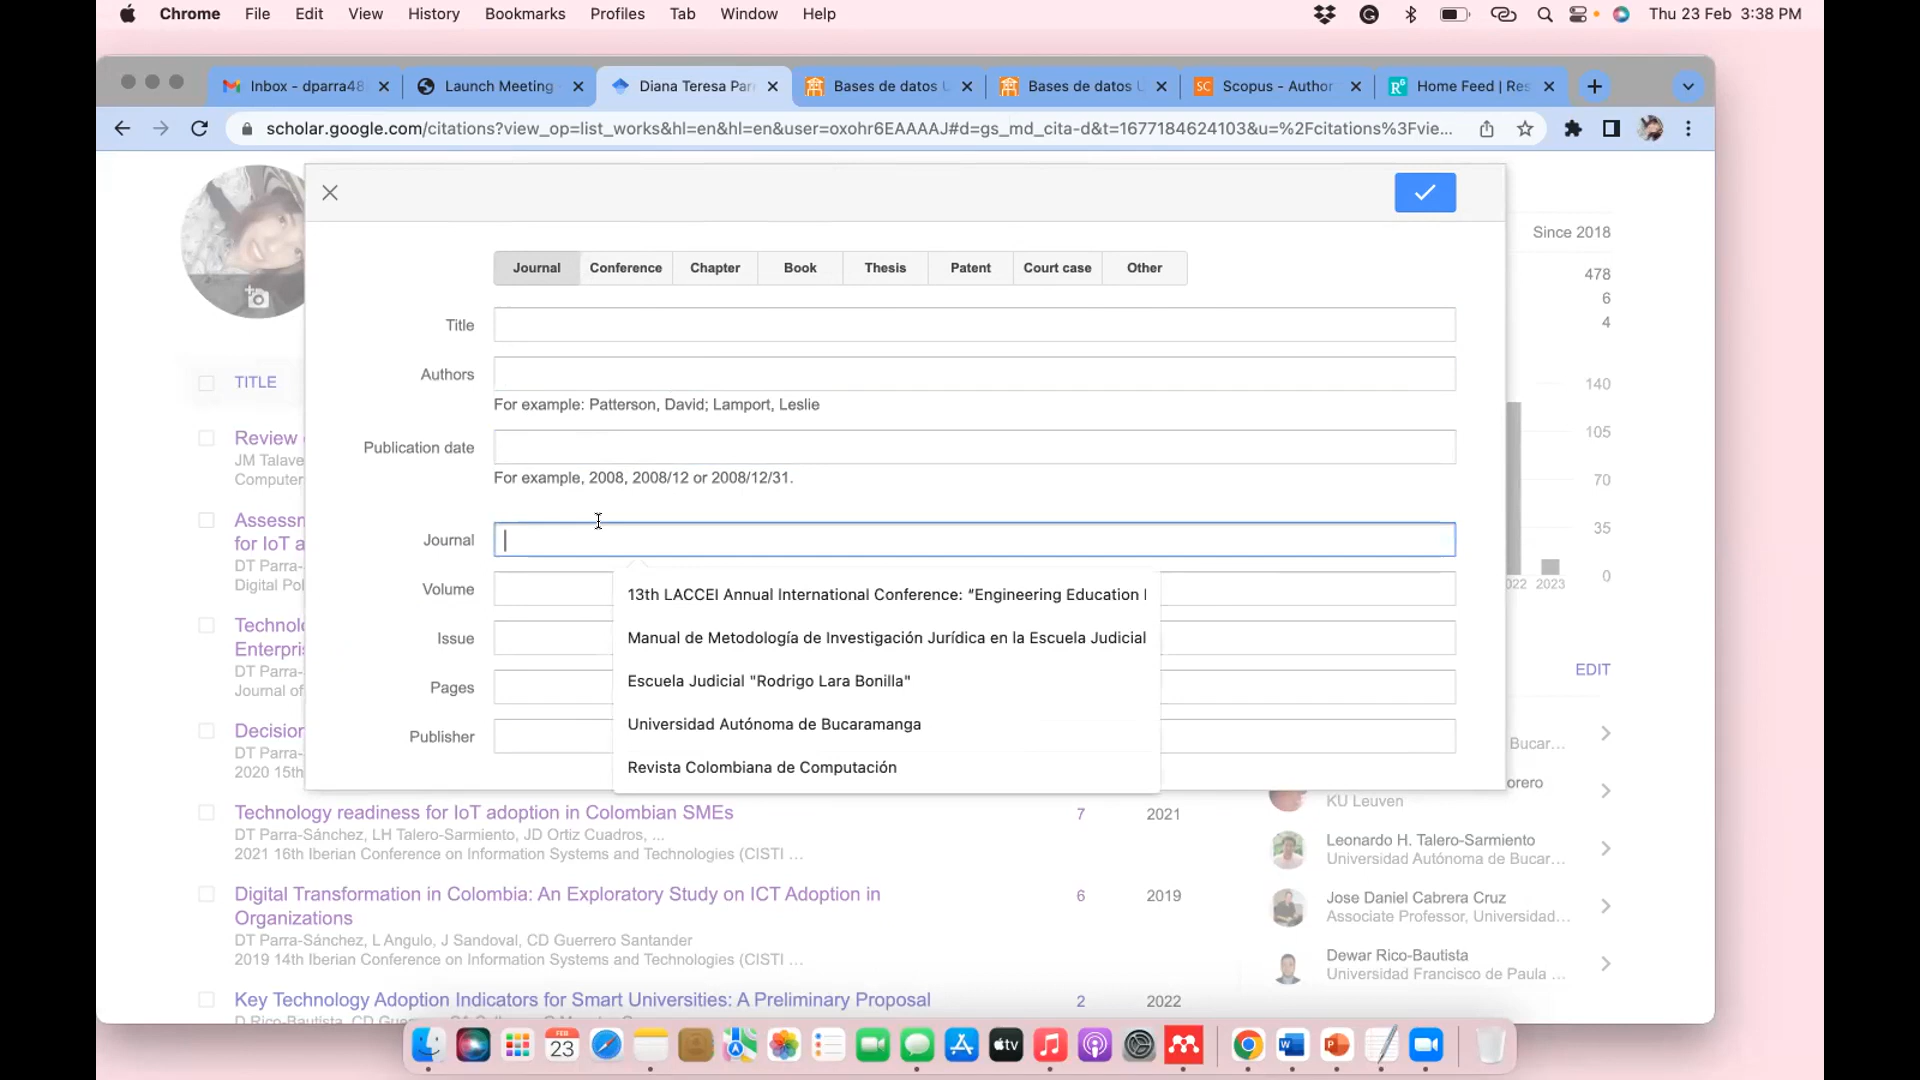 Chrome File Edit View History Bookmarks Profiles Tab Window Help Thu 23 Feb 3:38 PM
Inbox - dparra48 Launch Meeting Diana Teresa Par Bases de datos U Bases de datos U Scopus - Author Home Feed | Res
scholar.google.com/citations?view_op=list_works&hl=en&hl=en&user=oxohr6EAAAAJ#d=gs_md_cita-d&t=1677184624103&u=%2Fcitations%3Fvie...
Since 2018
478
6
4
Journal Conference Chapter Book Thesis Patent Court case Other
Title
Authors
For example: Patterson, David; Lamport, Leslie
Publication date
For example, 2008, 2008/12 or 2008/12/31.
Journal
Volume
Issue
Pages
Publisher
13th LACCEI Annual International Conference: “Engineering Education
Manual de Metodología de Investigación Jurídica en la Escuela Judicial
Escuela Judicial "Rodrigo Lara Bonilla"
Universidad Autónoma de Bucaramanga
Revista Colombiana de Computación
TITLE
Review
JM Talave
Computer
Assessm
for IoT a
DT Parra-
Digital Pol
Technol
Enterpris
DT Parra-
Journal of
Decision
DT Parra-
2020 15th
Technology readiness for IoT adoption in Colombian SMEs 7 2021
DT Parra-Sánchez, LH Talero-Sarmiento, JD Ortiz Cuadros, ...
2021 16th Iberian Conference on Information Systems and Technologies (CISTI ...
Digital Transformation in Colombia: An Exploratory Study on ICT Adoption in 6 2019
Organizations
DT Parra-Sánchez, L Angulo, J Sandoval, CD Guerrero Santander
2019 14th Iberian Conference on Information Systems and Technologies (CISTI ...
Key Technology Adoption Indicators for Smart Universities: A Preliminary Proposal 2 2022
140
105
70
35
0
022 2023
EDIT
Bucar...
orero
KU Leuven
Leonardo H. Talero-Sarmiento
Universidad Autónoma de Bucar...
Jose Daniel Cabrera Cruz
Associate Professor, Universidad...
Dewar Rico-Bautista
Universidad Francisco de Paula ...
FEB
23
tv